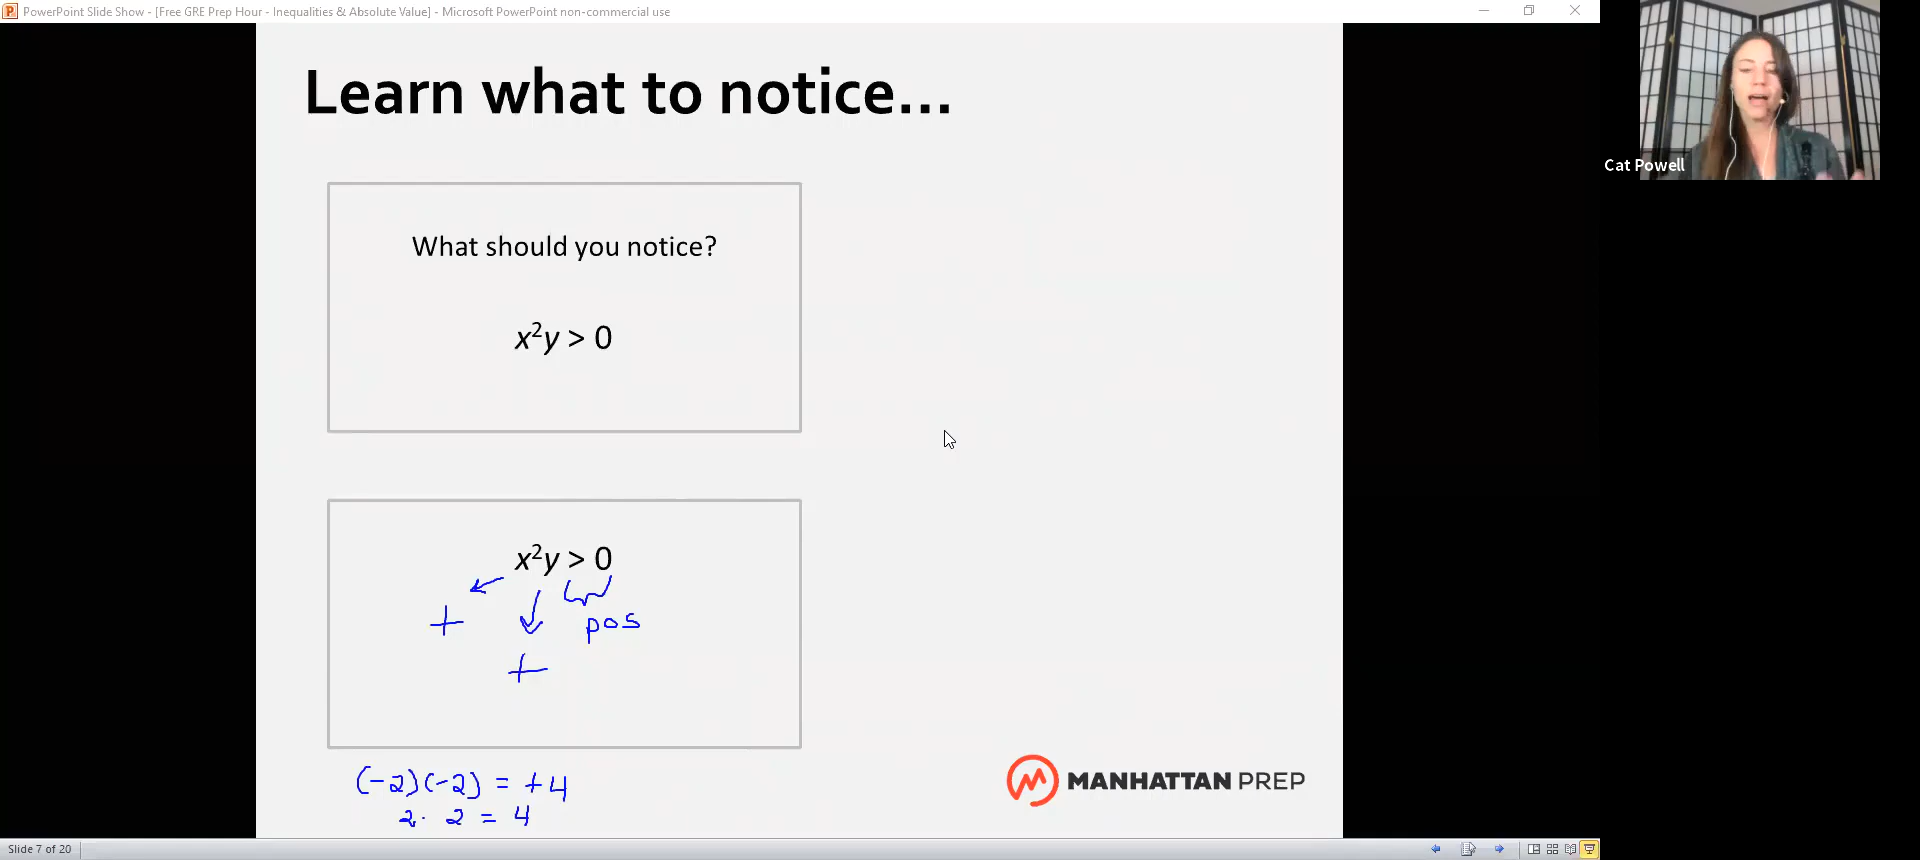 PowerPoint Slide Show - [Free GRE Prep Hour - Inequalities & Absolute Value] - Microsoft PowerPoint non-commercial use
Learn what to notice...
Cat Powell
What should you notice?
x²y > 0
x²y > 0
+ pos
+
(-2)(-2) = +4
2 · 2 = 4
MANHATTAN PREP
Slide 7 of 20